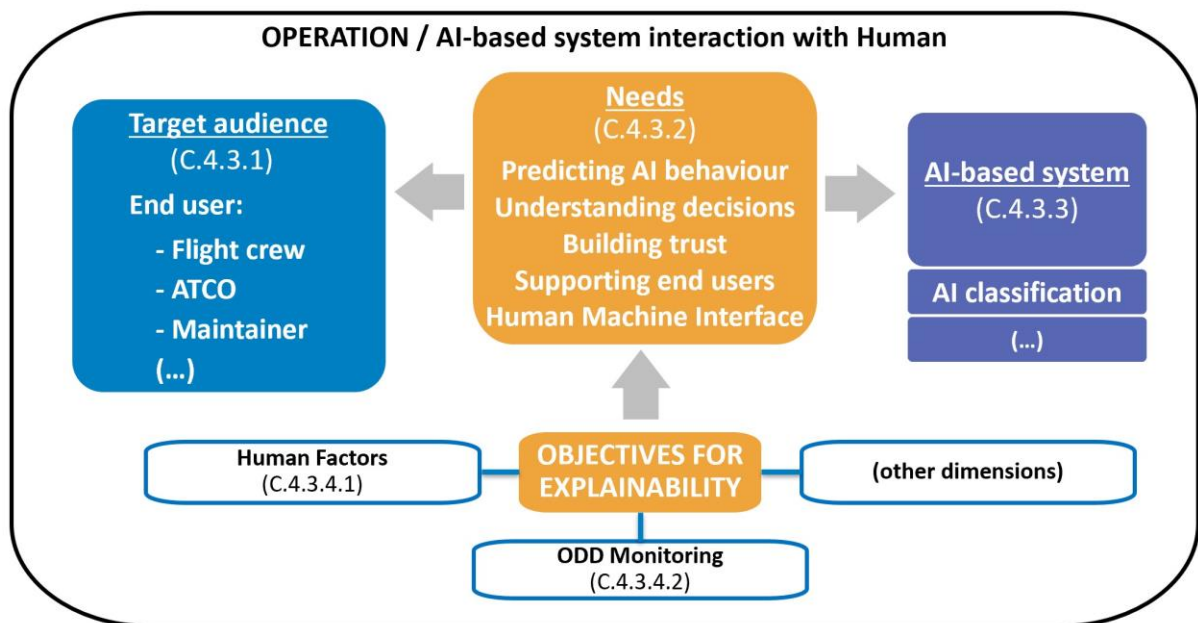 OPERATION / AI-based system interaction with Human
Target audience
(C.4.3.1)
End user:
- Flight crew
- ATCO
- Maintainer
(...)
Needs
(C.4.3.2)
Predicting AI behaviour
Understanding decisions
Building trust
Supporting end users
Human Machine Interface
AI-based system
(C.4.3.3)
AI classification
(...)
OBJECTIVES FOR
EXPLAINABILITY
Human Factors
(C.4.3.4.1)
(other dimensions)
ODD Monitoring
(C.4.3.4.2)